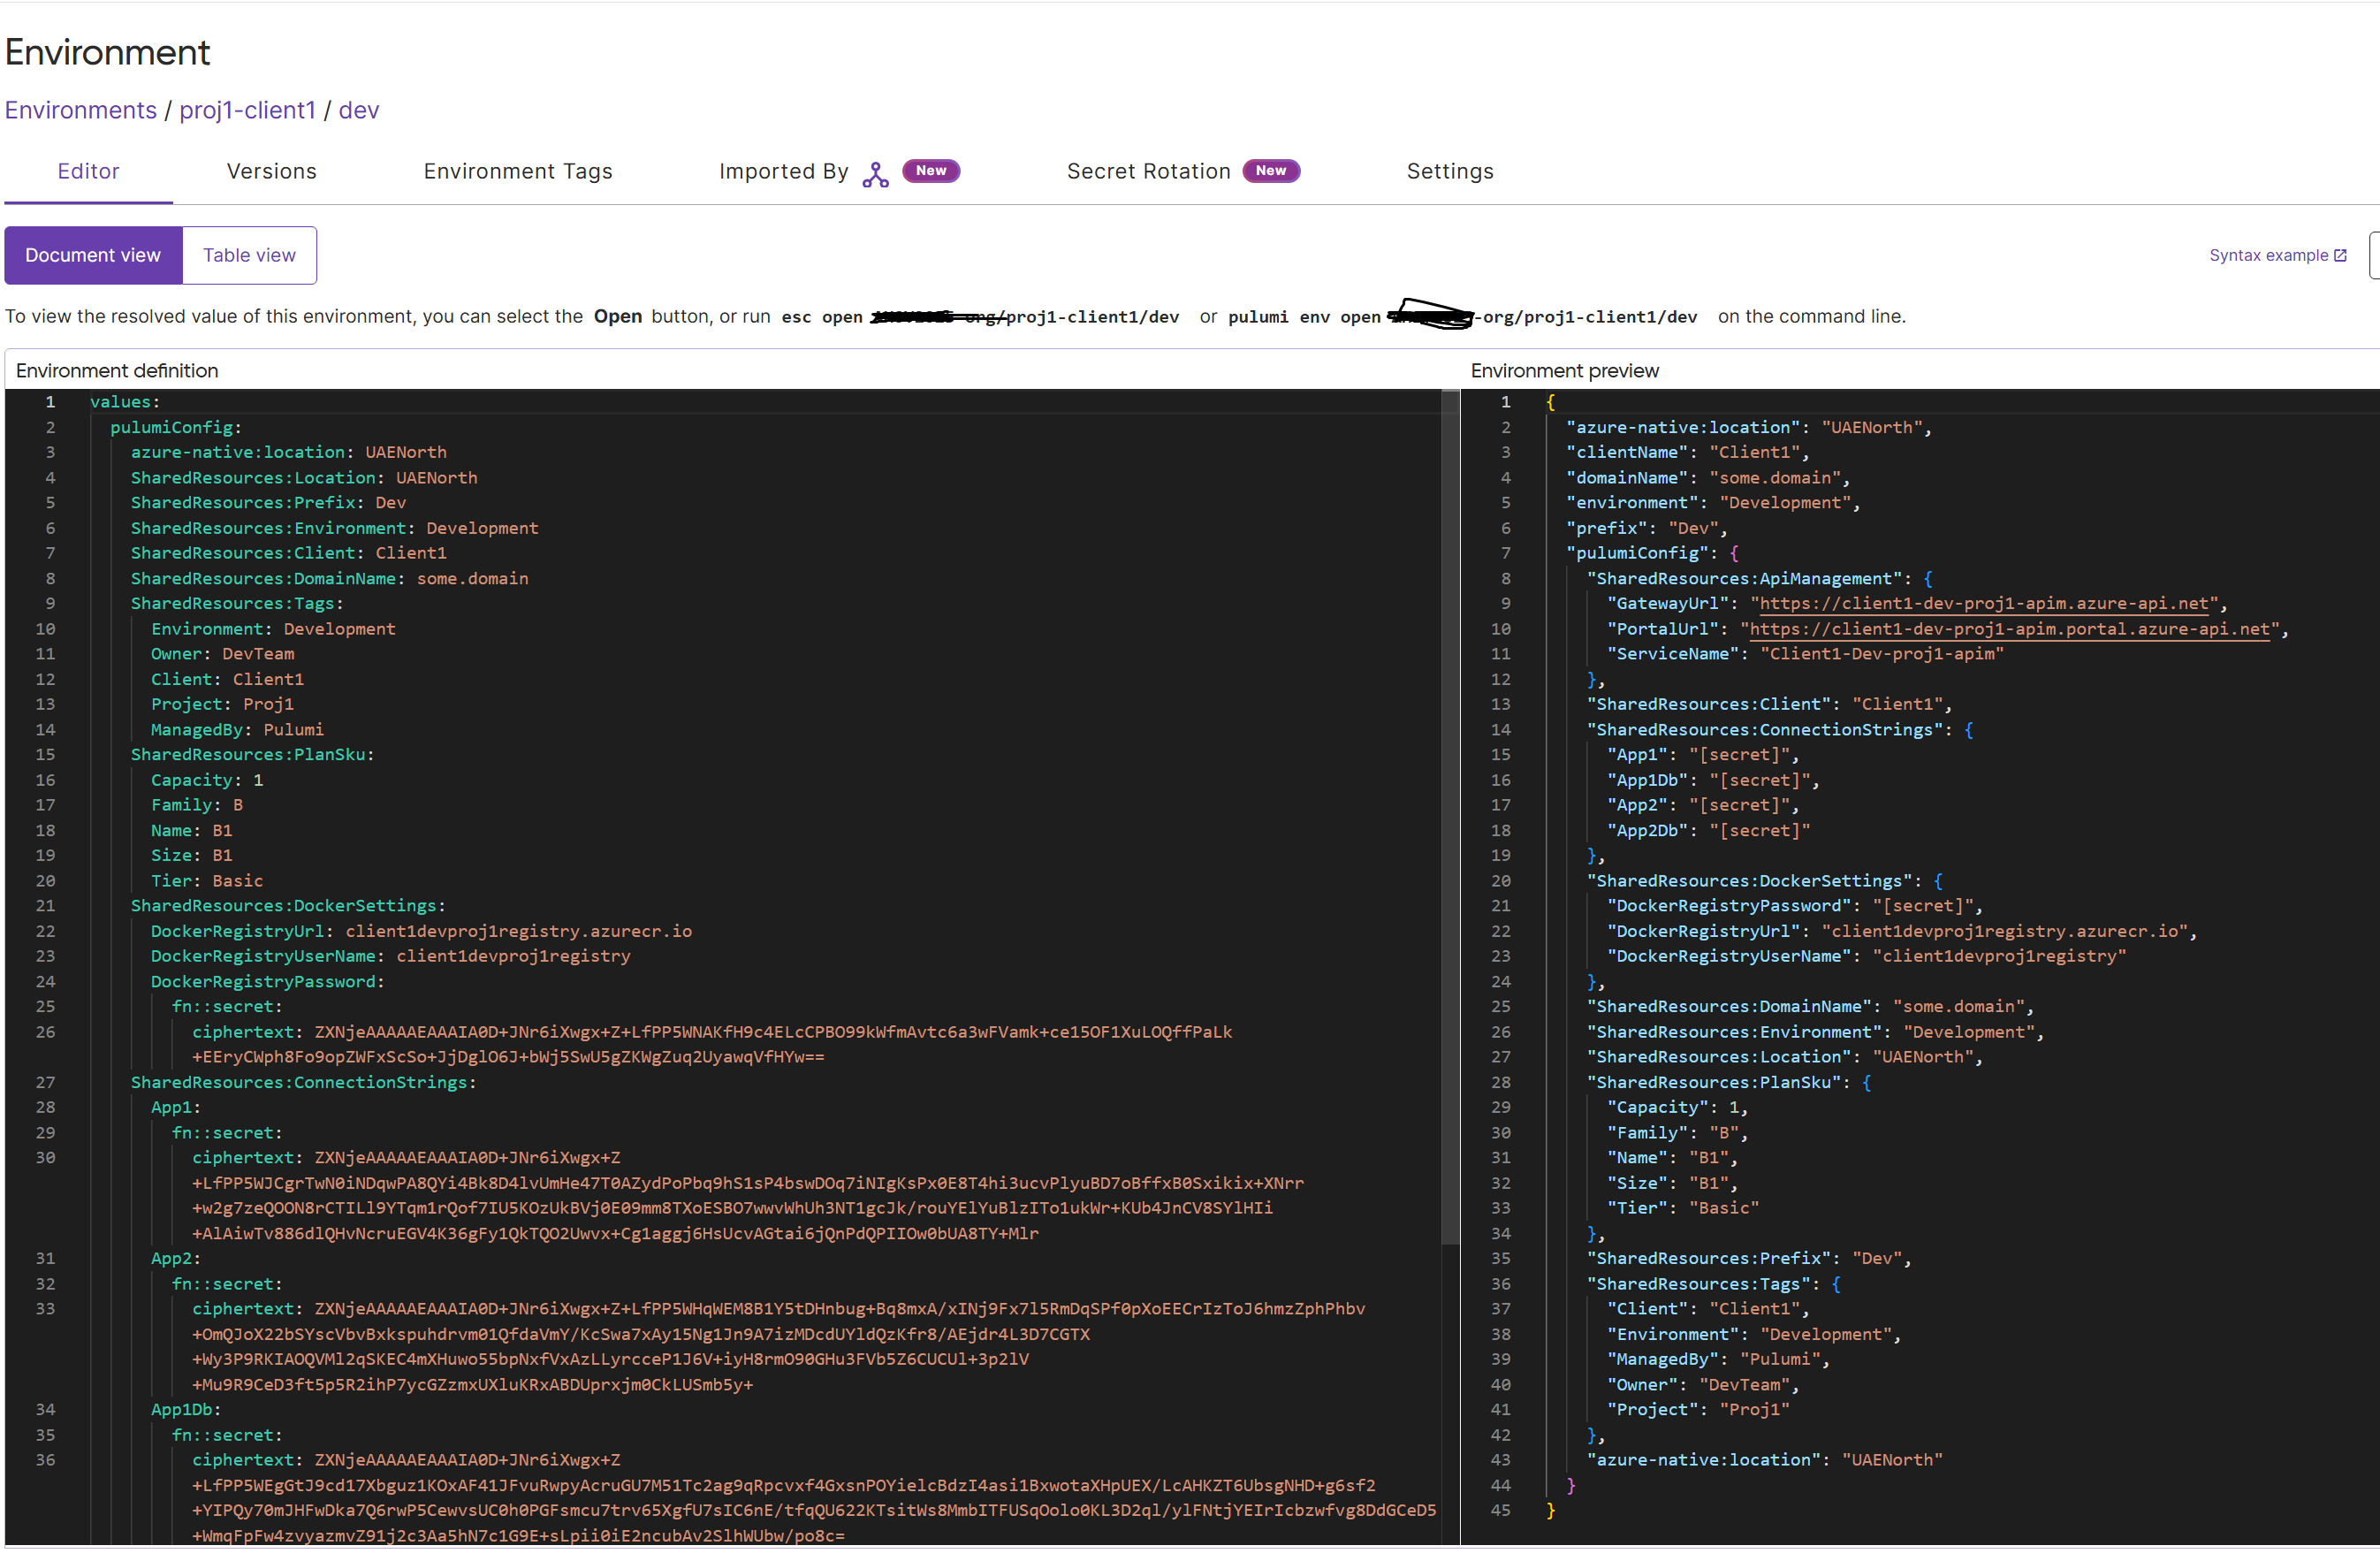 Environment
Environments / proj1-client1 / dev
Editor Versions Environment Tags Imported By New Secret Rotation New Settings
Document view Table view Syntax example
To view the resolved value of this environment, you can select the Open button, or run esc open org/proj1-client1/dev or pulumi env open -org/proj1-client1/dev on the command line.
Environment definition
1 values:
2 pulumiConfig:
3 azure-native:location: UAENorth
4 SharedResources:Location: UAENorth
5 SharedResources:Prefix: Dev
6 SharedResources:Environment: Development
7 SharedResources:Client: Client1
8 SharedResources:DomainName: some.domain
9 SharedResources:Tags:
10 Environment: Development
11 Owner: DevTeam
12 Client: Client1
13 Project: Proj1
14 ManagedBy: Pulumi
15 SharedResources:PlanSku:
16 Capacity: 1
17 Family: B
18 Name: B1
19 Size: B1
20 Tier: Basic
21 SharedResources:DockerSettings:
22 DockerRegistryUrl: client1devproj1registry.azurecr.io
23 DockerRegistryUserName: client1devproj1registry
24 DockerRegistryPassword:
25 fn::secret:
26 ciphertext: ZXNjeAAAAAEAAAIA0D+JNr6iXwgx+Z+LfPP5WNAKfH9c4ELcCPBO99kWfmAvtc6a3wFVamk+ce15OF1XuLOQffPaLk
+EEryCWph8Fo9opZWFxScSo+JjDglO6J+bWj5SwU5gZKWgZuq2UyawqVfHYw==
27 SharedResources:ConnectionStrings:
28 App1:
29 fn::secret:
30 ciphertext: ZXNjeAAAAAEAAAIA0D+JNr6iXwgx+Z
+LfPP5WJCgrTwN0iNDqwPA8QYi4Bk8D4lvUmHe47T0AZydPoPbq9hS1sP4bswDOq7iNIgKsPx0E8T4hi3ucvPlyuBD7oBffxB0Sxikix+XNrr
+w2g7zeQOON8rCTILl9YTqm1rQof7IU5KOzUkBVj0E09mm8TXoESBO7wwvWhUh3NT1gcJk/rouYElYuBlzITo1ukWr+KUb4JnCV8SYlHIi
+AlAiwTv886dlQHvNcruEGV4K36gFy1QkTQO2Uwvx+Cg1aggj6HsUcvAGtai6jQnPdQPIIOw0bUA8TY+Mlr
31 App2:
32 fn::secret:
33 ciphertext: ZXNjeAAAAAEAAAIA0D+JNr6iXwgx+Z+LfPP5WHqWEM8B1Y5tDHnbug+Bq8mxA/xINj9Fx7l5RmDqSPf0pXoEECrIzToJ6hmzZphPhbv
+OmQJoX22bSYscVbvBxkspuhdrvm01QfdaVmY/KcSwa7xAy15Ng1Jn9A7izMDcdUYldQzKfr8/AEjdr4L3D7CGTX
+Wy3P9RKIAOQVMl2qSKEC4mXHuwo55bpNxfVxAzLLyrcceP1J6V+iyH8rmO90GHu3FVb5Z6CUCUl+3p2lV
+Mu9R9CeD3ft5p5R2ihP7ycGZzmxUXluKRxABDUprxjm0CkLUSmb5y+
34 App1Db:
35 fn::secret:
36 ciphertext: ZXNjeAAAAAEAAAIA0D+JNr6iXwgx+Z
+LfPP5WEgGtJ9cd17Xbguz1KOxAF41JFvuRwpyAcruGU7M51Tc2ag9qRpcvxf4GxsnPOYielcBdzI4asi1BxwotaXHpUEX/LcAHKZT6UbsgNHD+g6sf2
+YIPQy70mJHFwDka7Q6rwP5CewvsUC0h0PGFsmcu7trv65XgfU7sIC6nE/tfqQU622KTsitWs8MmbITFUSqOolo0KL3D2ql/ylFNtjYEIrIcbzwfvg8DdGCeD5
+WmqFpFw4zvyazmvZ91j2c3Aa5hN7c1G9E+sLpii0iE2ncubAv2SlhWUbw/po8c=
Environment preview
1 {
2 "azure-native:location": "UAENorth",
3 "clientName": "Client1",
4 "domainName": "some.domain",
5 "environment": "Development",
6 "prefix": "Dev",
7 "pulumiConfig": {
8 "SharedResources:ApiManagement": {
9 "GatewayUrl": "https://client1-dev-proj1-apim.azure-api.net",
10 "PortalUrl": "https://client1-dev-proj1-apim.portal.azure-api.net",
11 "ServiceName": "Client1-Dev-proj1-apim"
12 },
13 "SharedResources:Client": "Client1",
14 "SharedResources:ConnectionStrings": {
15 "App1": "[secret]",
16 "App1Db": "[secret]",
17 "App2": "[secret]",
18 "App2Db": "[secret]"
19 },
20 "SharedResources:DockerSettings": {
21 "DockerRegistryPassword": "[secret]",
22 "DockerRegistryUrl": "client1devproj1registry.azurecr.io",
23 "DockerRegistryUserName": "client1devproj1registry"
24 },
25 "SharedResources:DomainName": "some.domain",
26 "SharedResources:Environment": "Development",
27 "SharedResources:Location": "UAENorth",
28 "SharedResources:PlanSku": {
29 "Capacity": 1,
30 "Family": "B",
31 "Name": "B1",
32 "Size": "B1",
33 "Tier": "Basic"
34 },
35 "SharedResources:Prefix": "Dev",
36 "SharedResources:Tags": {
37 "Client": "Client1",
38 "Environment": "Development",
39 "ManagedBy": "Pulumi",
40 "Owner": "DevTeam",
41 "Project": "Proj1"
42 },
43 "azure-native:location": "UAENorth"
44 }
45 }